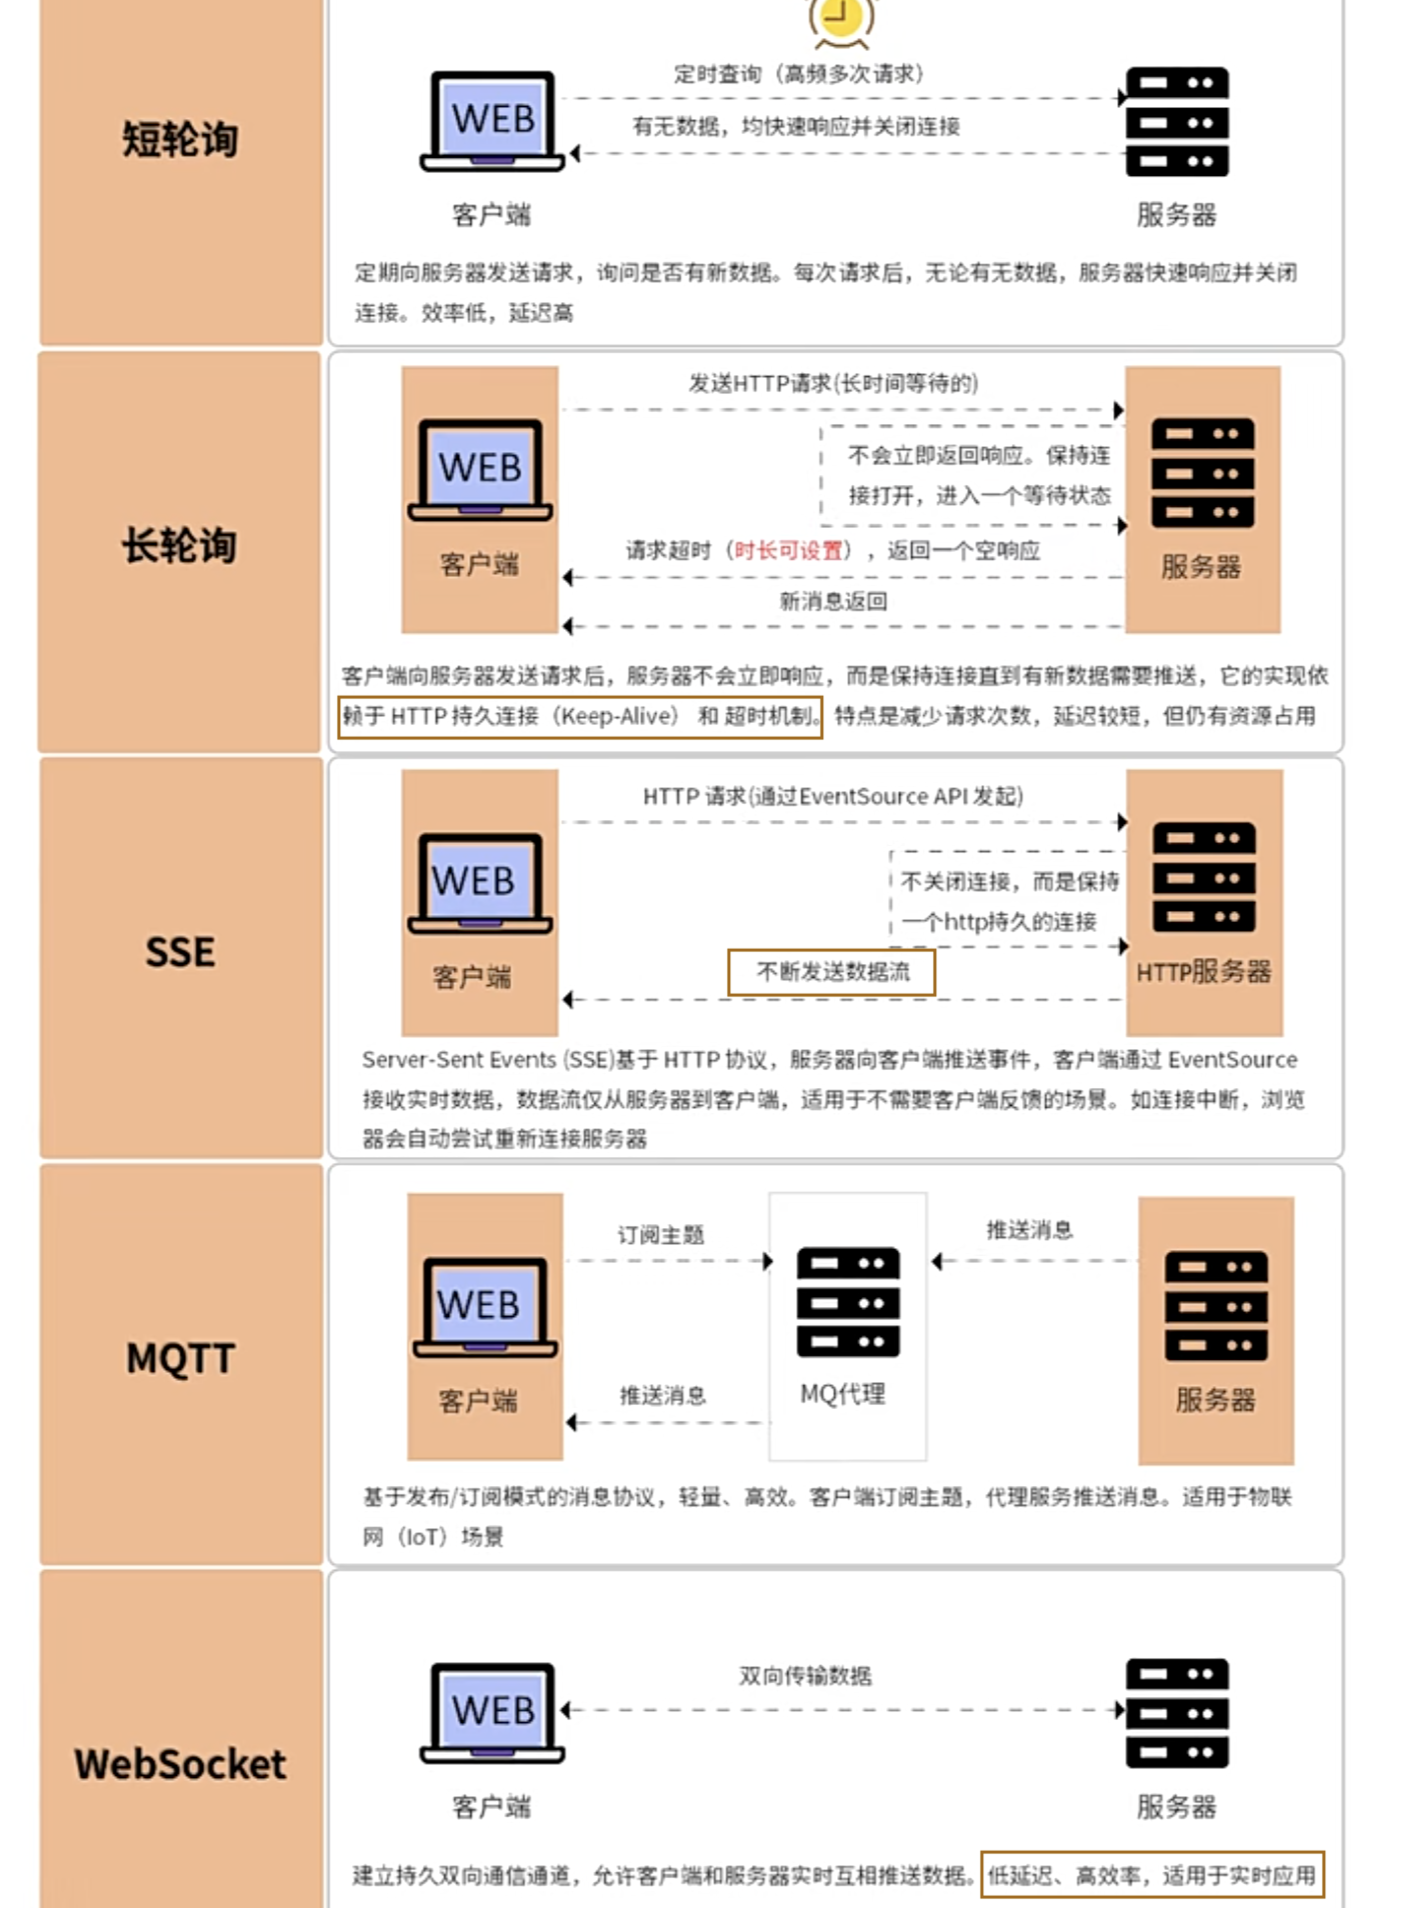 短轮询
定时查询（高频多次请求）
WEB
有无数据，均快速响应并关闭连接
客户端
服务器
定期向服务器发送请求，询问是否有新数据。每次请求后，无论有无数据，服务器快速响应并关闭
连接。效率低，延迟高
长轮询
发送HTTP请求(长时间等待的)
WEB
不会立即返回响应。保持连
接打开，进入一个等待状态
请求超时（时长可设置），返回一个空响应
客户端
服务器
新消息返回
客户端向服务器发送请求后，服务器不会立即响应，而是保持连接直到有新数据需要推送，它的实现依
赖于 HTTP 持久连接（Keep-Alive） 和 超时机制。特点是减少请求次数，延迟较短，但仍有资源占用
SSE
HTTP 请求(通过EventSource API 发起)
WEB
不关闭连接，而是保持
一个http持久的连接
不断发送数据流
客户端
HTTP服务器
Server-Sent Events (SSE)基于 HTTP 协议，服务器向客户端推送事件，客户端通过 EventSource
接收实时数据，数据流仅从服务器到客户端，适用于不需要客户端反馈的场景。如连接中断，浏览
器会自动尝试重新连接服务器
MQTT
订阅主题
推送消息
WEB
推送消息
客户端
MQ代理
服务器
基于发布/订阅模式的消息协议，轻量、高效。客户端订阅主题，代理服务推送消息。适用于物联
网（IoT）场景
WebSocket
双向传输数据
WEB
客户端
服务器
建立持久双向通信通道，允许客户端和服务器实时互相推送数据。低延迟、高效率，适用于实时应用